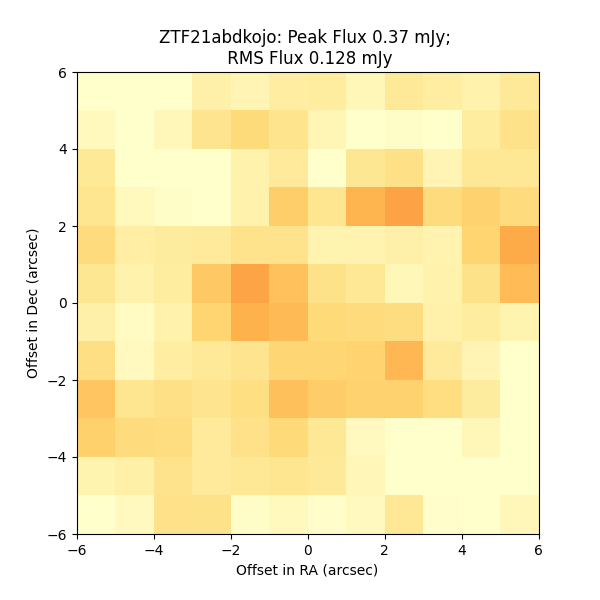 ZTF21abdkojo: Peak Flux 0.37 mJy;
RMS Flux 0.128 mJy
6
4
2
0
−2
−4
−6
Offset in Dec (arcsec)
−6 −4 −2 0 2 4 6
Offset in RA (arcsec)